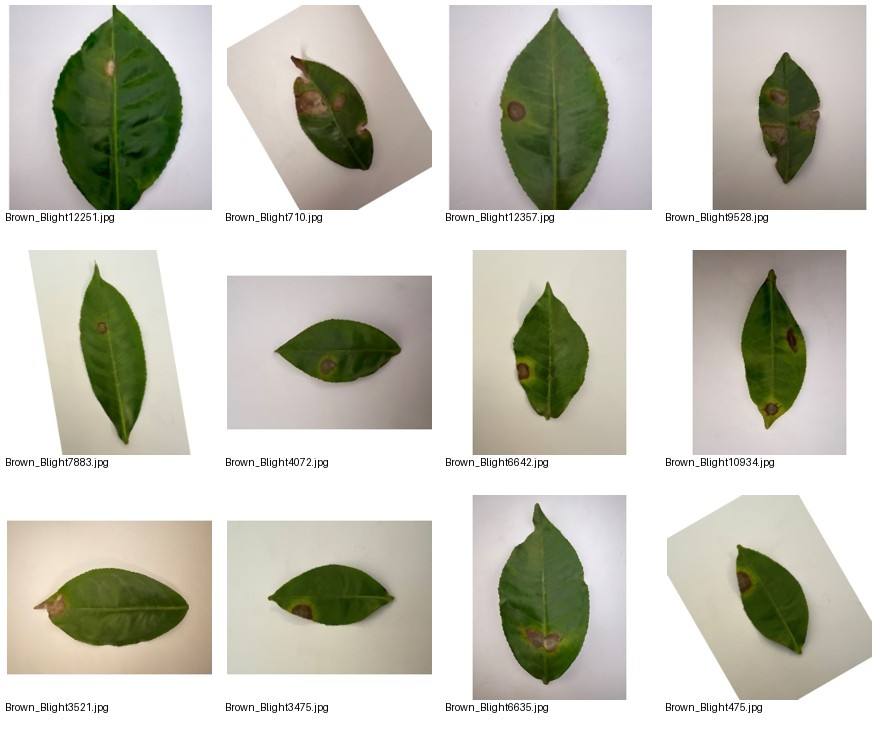 Brown_Blight12251.jpg
Brown_Blight710.jpg
Brown_Blight12357.jpg
Brown_Blight9528.jpg
Brown_Blight7883.jpg
Brown_Blight4072.jpg
Brown_Blight6642.jpg
Brown_Blight10934.jpg
Brown_Blight3521.jpg
Brown_Blight3475.jpg
Brown_Blight6635.jpg
Brown_Blight475.jpg